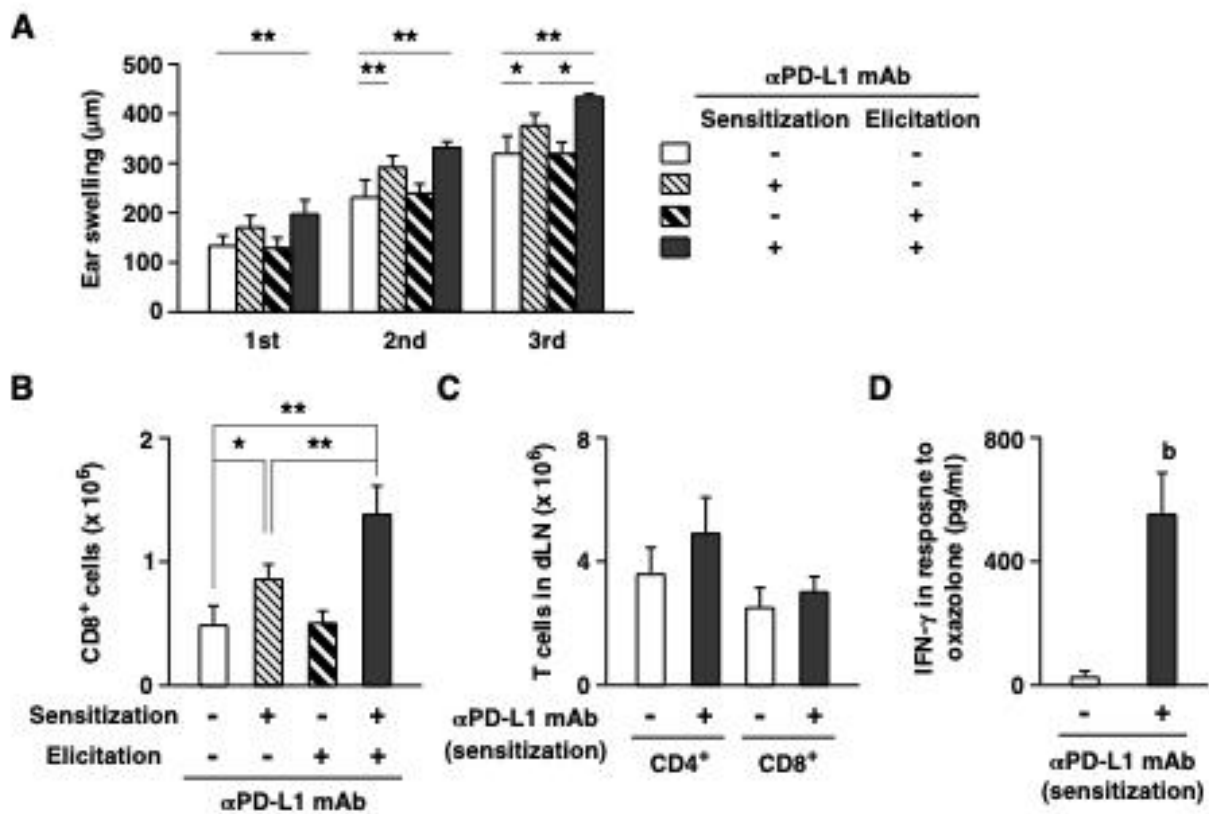 A
** ** **
** * *
500
400
300
200
100
0
Ear swelling (μm)
1st 2nd 3rd
αPD-L1 mAb
Sensitization Elicitation
- -
+ -
- +
+ +
B
**
* **
2
1
0
CD8⁺ cells (x 10⁵)
Sensitization - + - +
Elicitation - - + +
αPD-L1 mAb
C
8
4
0
T cells in dLN (x 10⁶)
αPD-L1 mAb - + - +
(sensitization)
CD4⁺ CD8⁺
D
b
800
400
0
IFN-γ in resposne to
oxazolone (pg/ml)
- +
αPD-L1 mAb
(sensitization)